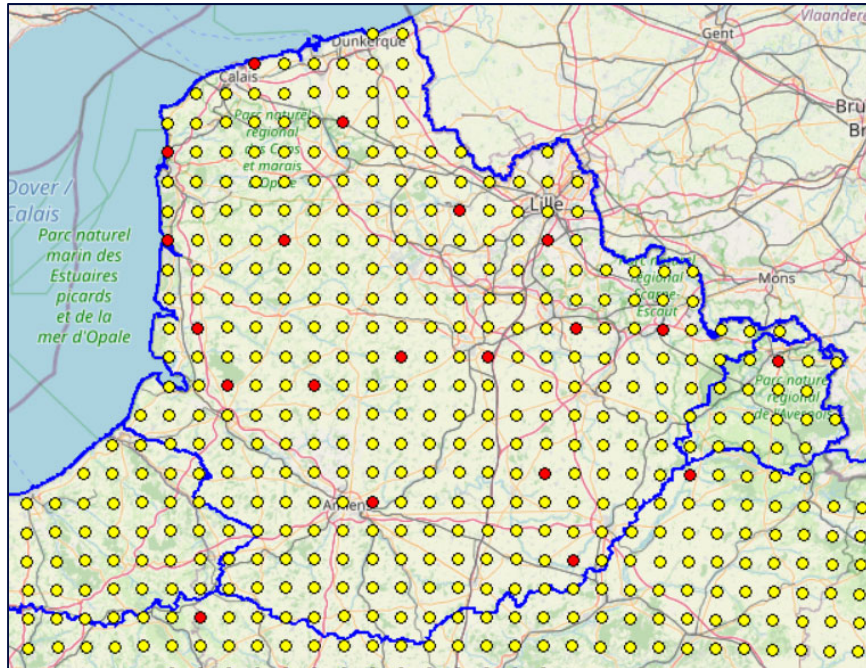 Vlaandere
Dunkerque
Gent
Calais
Bru
Br
Parc naturel
régional
des Caps
et marais
d'Opale
Dover /
Calais
Lille
Parc naturel
marin des
Estuaires
picards
et de la
mer d'Opale
Parc naturel
régional
Scarpe-
Escaut
Mons
Parc naturel
régional
de l'Avesnois
Amiens